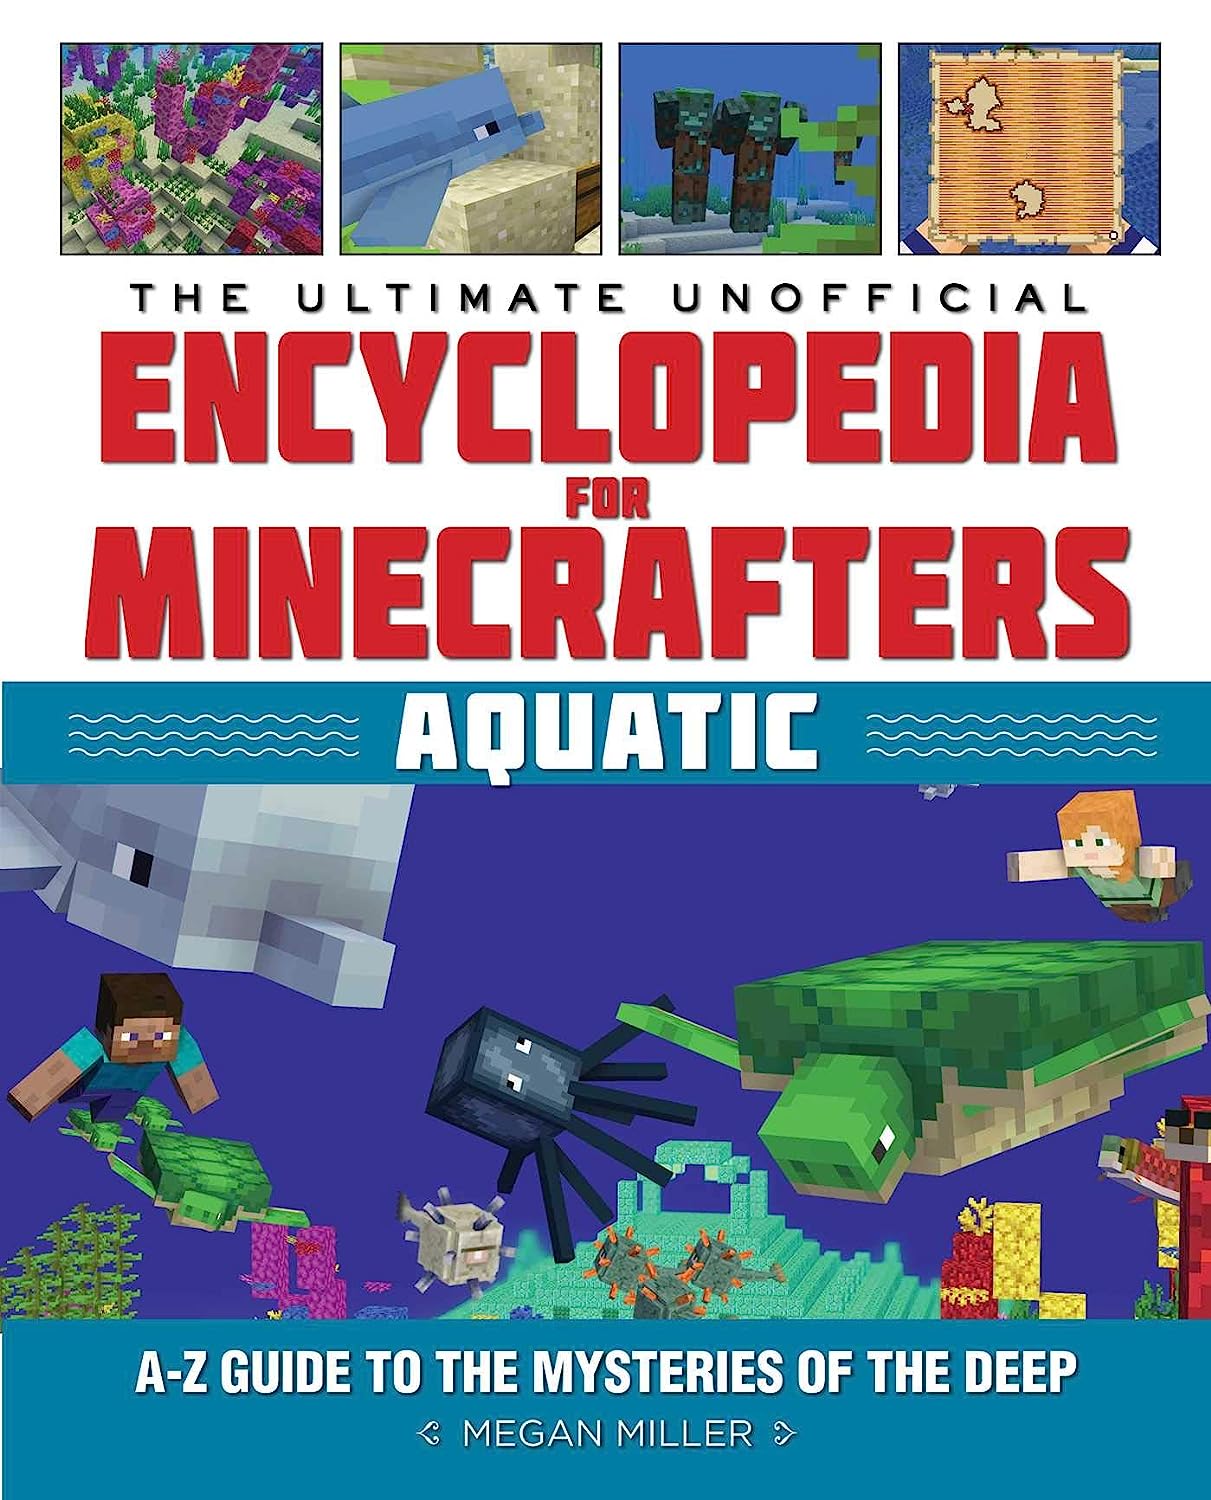 THE ULTIMATE UNOFFICIAL
ENCYCLOPEDIA
FOR
MINECRAFTERS
AQUATIC
A-Z GUIDE TO THE MYSTERIES OF THE DEEP
MEGAN MILLER